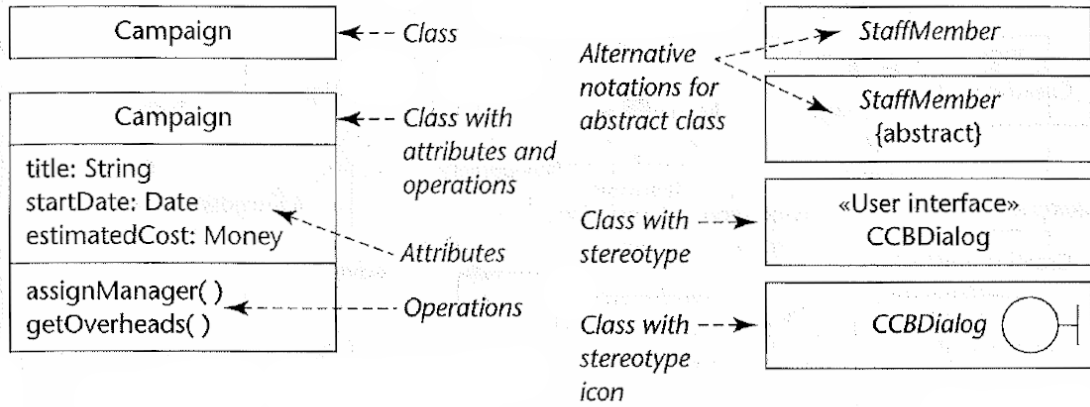 Campaign
Class
Campaign
title: String
startDate: Date
estimatedCost: Money
assignManager( )
getOverheads( )
Class with
attributes and
operations
Attributes
Operations
Alternative
notations for
abstract class
StaffMember
StaffMember
{abstract}
Class with
stereotype
«User interface»
CCBDialog
Class with
stereotype
icon
CCBDialog